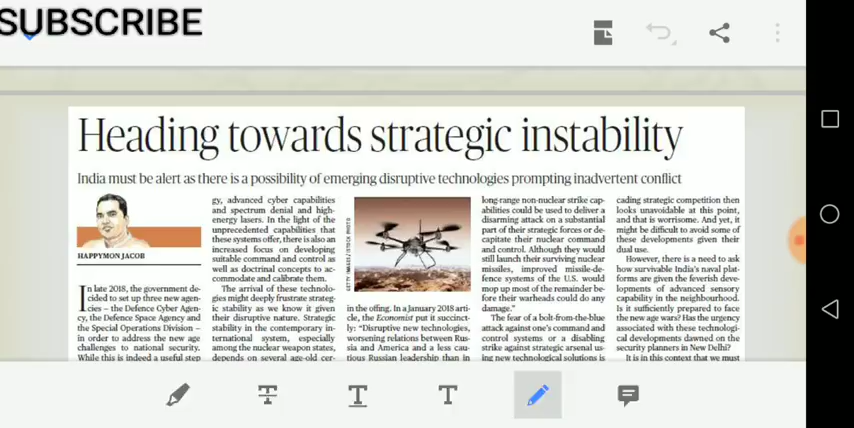 SUBSCRIBE
Heading towards strategic instability
India must be alert as there is a possibility of emerging disruptive technologies prompting inadvertent conflict
HAPPYMON JACOB
In late 2018, the government de-
cided to set up three new agen-
cies – the Defence Cyber Agen-
cy, the Defence Space Agency and
the Special Operations Division –
in order to address the new age
challenges to national security.
While this is indeed a useful step
gy, advanced cyber capabilities
and spectrum denial and high-
energy lasers. In the light of the
unprecedented capabilities that
these systems offer, there is also an
increased focus on developing
suitable command and control as
well as doctrinal concepts to ac-
commodate and calibrate them.
The arrival of these technolo-
gies might deeply frustrate strateg-
ic stability as we know it given
their disruptive nature. Strategic
stability in the contemporary in-
ternational system, especially
among the nuclear weapon states,
depends on several age-old cer-
GETTY IMAGES/ISTOCK PHOTO
in the offing. In a January 2018 arti-
cle, the Economist put it succinct-
ly: “Disruptive new technologies,
worsening relations between Rus-
sia and America and a less cau-
tious Russian leadership than in
long-range non-nuclear strike cap-
abilities could be used to deliver a
disarming attack on a substantial
part of their strategic forces or de-
capitate their nuclear command
and control. Although they would
still launch their surviving nuclear
missiles, improved missile-de-
fence systems of the U.S. would
mop up most of the remainder be-
fore their warheads could do any
damage.”
The fear of a bolt-from-the-blue
attack against one’s command and
control systems or a disabling
strike against strategic arsenal us-
ing new technological solutions is
cading strategic competition then
looks unavoidable at this point,
and that is worrisome. And yet, it
might be difficult to avoid some of
these developments given their
dual use.
However, there is a need to ask
how survivable India’s naval plat-
forms are given the feverish deve-
lopments of advanced sensory
capability in the neighbourhood.
Is it sufficiently prepared to face
the new age wars? Has the urgency
associated with these technologi-
cal developments dawned on the
security planners in New Delhi?
It is in this context that we must